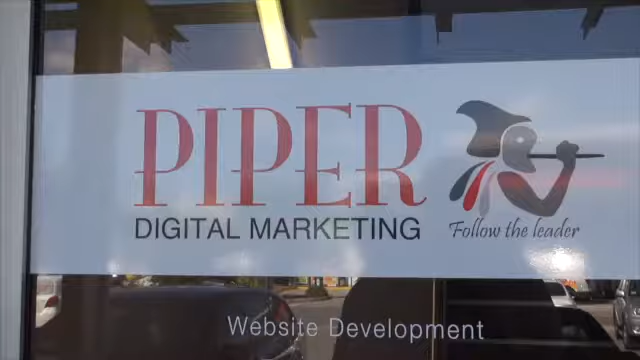 PIPER
DIGITAL MARKETING
Follow the leader
Website Development